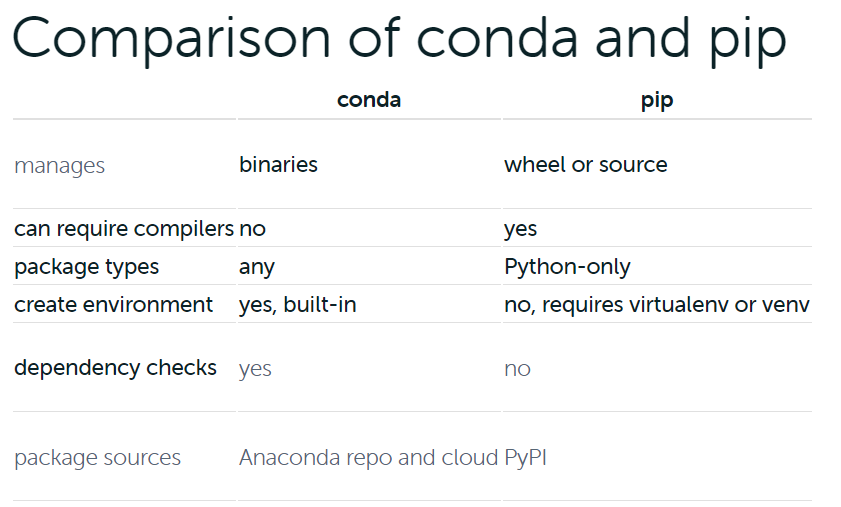 Comparison of conda and pip
conda pip
manages binaries wheel or source
can require compilers no yes
package types any Python-only
create environment yes, built-in no, requires virtualenv or venv
dependency checks yes no
package sources Anaconda repo and cloud PyPI